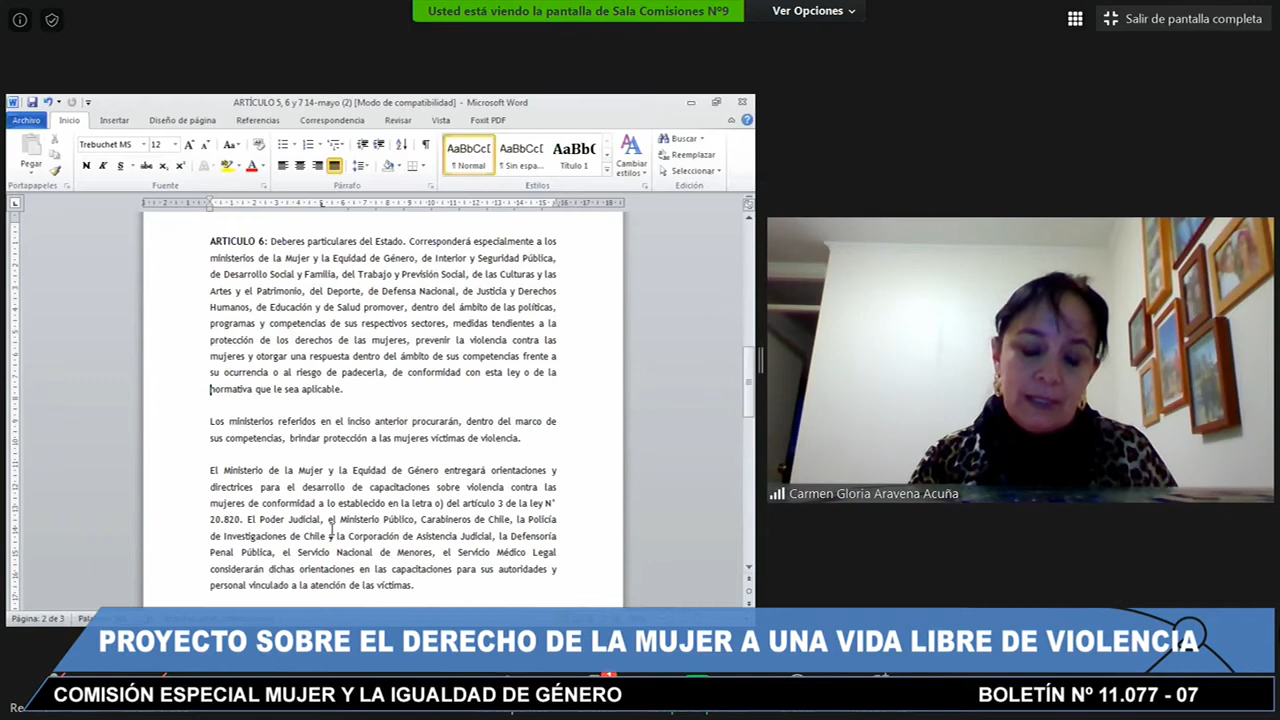 Usted está viendo la pantalla de Sala Comisiones Nº9
Ver Opciones
Salir de pantalla completa
ARTÍCULO 5, 6 y 7 14-mayo (2) [Modo de compatibilidad] - Microsoft Word
Archivo Inicio Insertar Diseño de página Referencias Correspondencia Revisar Vista Foxit PDF
Pegar
Trebuchet MS 12
AaBbCcD AaBbCcD AaBb(
¶ Normal ¶ Sin espa... Título 1
Cambiar estilos
Buscar
Reemplazar
Seleccionar
Portapapeles Fuente Párrafo Estilos Edición
ARTICULO 6: Deberes particulares del Estado. Corresponderá especialmente a los
ministerios de la Mujer y la Equidad de Género, de Interior y Seguridad Pública,
de Desarrollo Social y Familia, del Trabajo y Previsión Social, de las Culturas y las
Artes y el Patrimonio, del Deporte, de Defensa Nacional, de Justicia y Derechos
Humanos, de Educación y de Salud promover, dentro del ámbito de las políticas,
programas y competencias de sus respectivos sectores, medidas tendientes a la
protección de los derechos de las mujeres, prevenir la violencia contra las
mujeres y otorgar una respuesta dentro del ámbito de sus competencias frente a
su ocurrencia o al riesgo de padecerla, de conformidad con esta ley o de la
normativa que le sea aplicable.
Los ministerios referidos en el inciso anterior procurarán, dentro del marco de
sus competencias, brindar protección a las mujeres víctimas de violencia.
El Ministerio de la Mujer y la Equidad de Género entregará orientaciones y
directrices para el desarrollo de capacitaciones sobre violencia contra las
mujeres de conformidad a lo establecido en la letra o) del artículo 3 de la ley N°
20.820. El Poder Judicial, el Ministerio Público, Carabineros de Chile, la Policía
de Investigaciones de Chile y la Corporación de Asistencia Judicial, la Defensoría
Penal Pública, el Servicio Nacional de Menores, el Servicio Médico Legal
considerarán dichas orientaciones en las capacitaciones para sus autoridades y
personal vinculado a la atención de las víctimas.
Página: 2 de 3
Carmen Gloria Aravena Acuña
PROYECTO SOBRE EL DERECHO DE LA MUJER A UNA VIDA LIBRE DE VIOLENCIA
COMISIÓN ESPECIAL MUJER Y LA IGUALDAD DE GÉNERO
BOLETÍN Nº 11.077 - 07